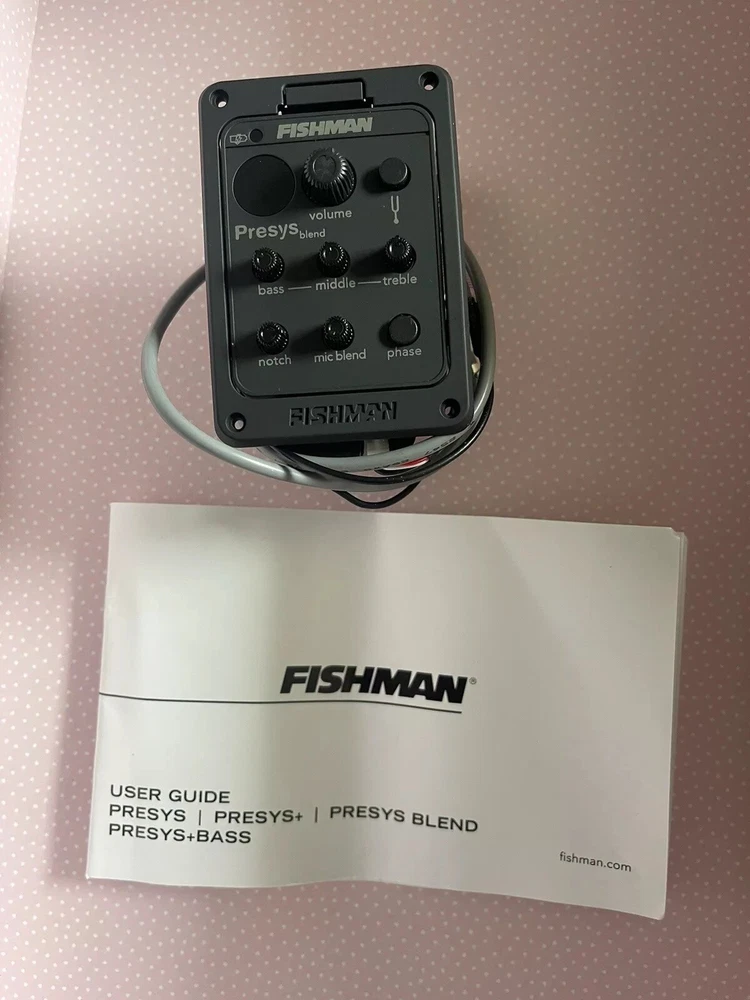 FISHMAN
volume
Presys blend
bass middle treble
notch mic blend phase
FISHMAN
FISHMAN®
USER GUIDE
PRESYS | PRESYS+ | PRESYS BLEND
PRESYS+BASS
fishman.com